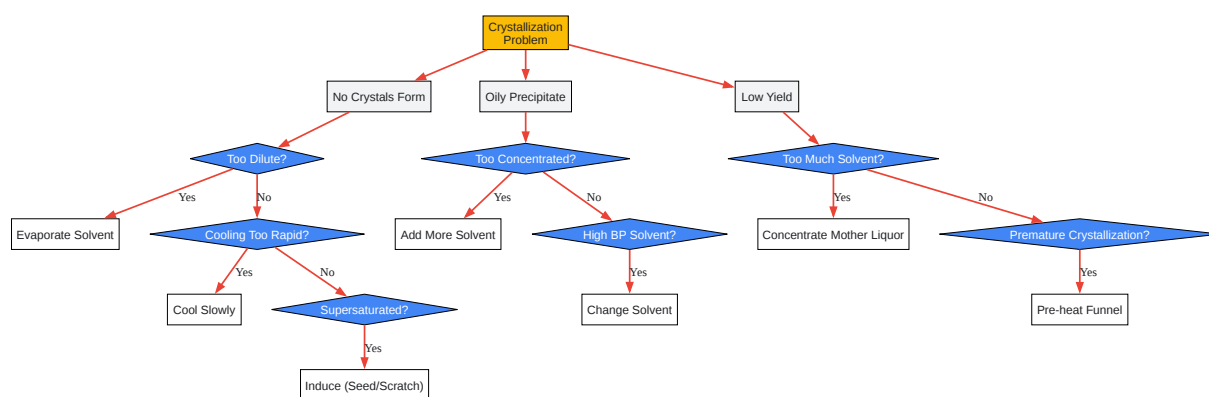 Crystallization
Problem
No Crystals Form
Oily Precipitate
Low Yield
Too Dilute?
Too Concentrated?
Too Much Solvent?
Yes
No
Yes
No
Yes
No
Evaporate Solvent
Cooling Too Rapid?
Add More Solvent
High BP Solvent?
Concentrate Mother Liquor
Premature Crystallization?
Yes
No
Yes
Yes
Cool Slowly
Supersaturated?
Change Solvent
Pre-heat Funnel
Yes
Induce (Seed/Scratch)